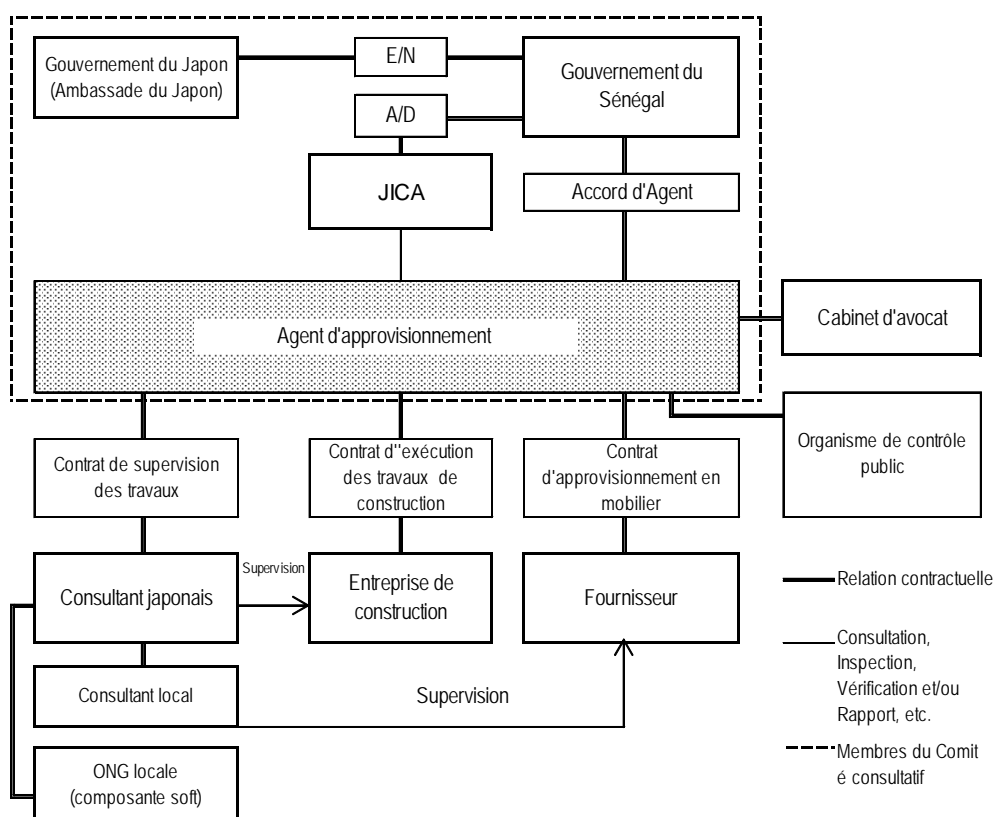 Gouvernement du Japon
(Ambassade du Japon)
E/N
Gouvernement du
Sénégal
A/D
JICA
Accord d'Agent
Agent d'approvisionnement
Cabinet d'avocat
Organisme de contrôle
public
Contrat de supervision
des travaux
Contrat d''exécution
des travaux de
construction
Contrat
d'approvisionnement en
mobilier
Consultant japonais
Supervision
Entreprise de
construction
Fournisseur
Consultant local
Supervision
ONG locale
(composante soft)
Relation contractuelle
Consultation,
Inspection,
Vérification et/ou
Rapport, etc.
Membres du Comit
é consultatif